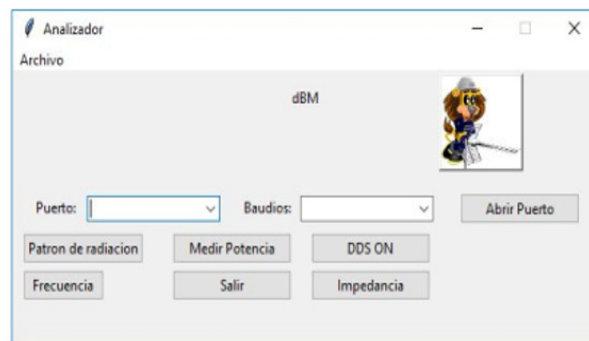 Analizador
Archivo
dBM
Puerto:
Baudios:
Abrir Puerto
Patron de radiacion
Medir Potencia
DDS ON
Frecuencia
Salir
Impedancia